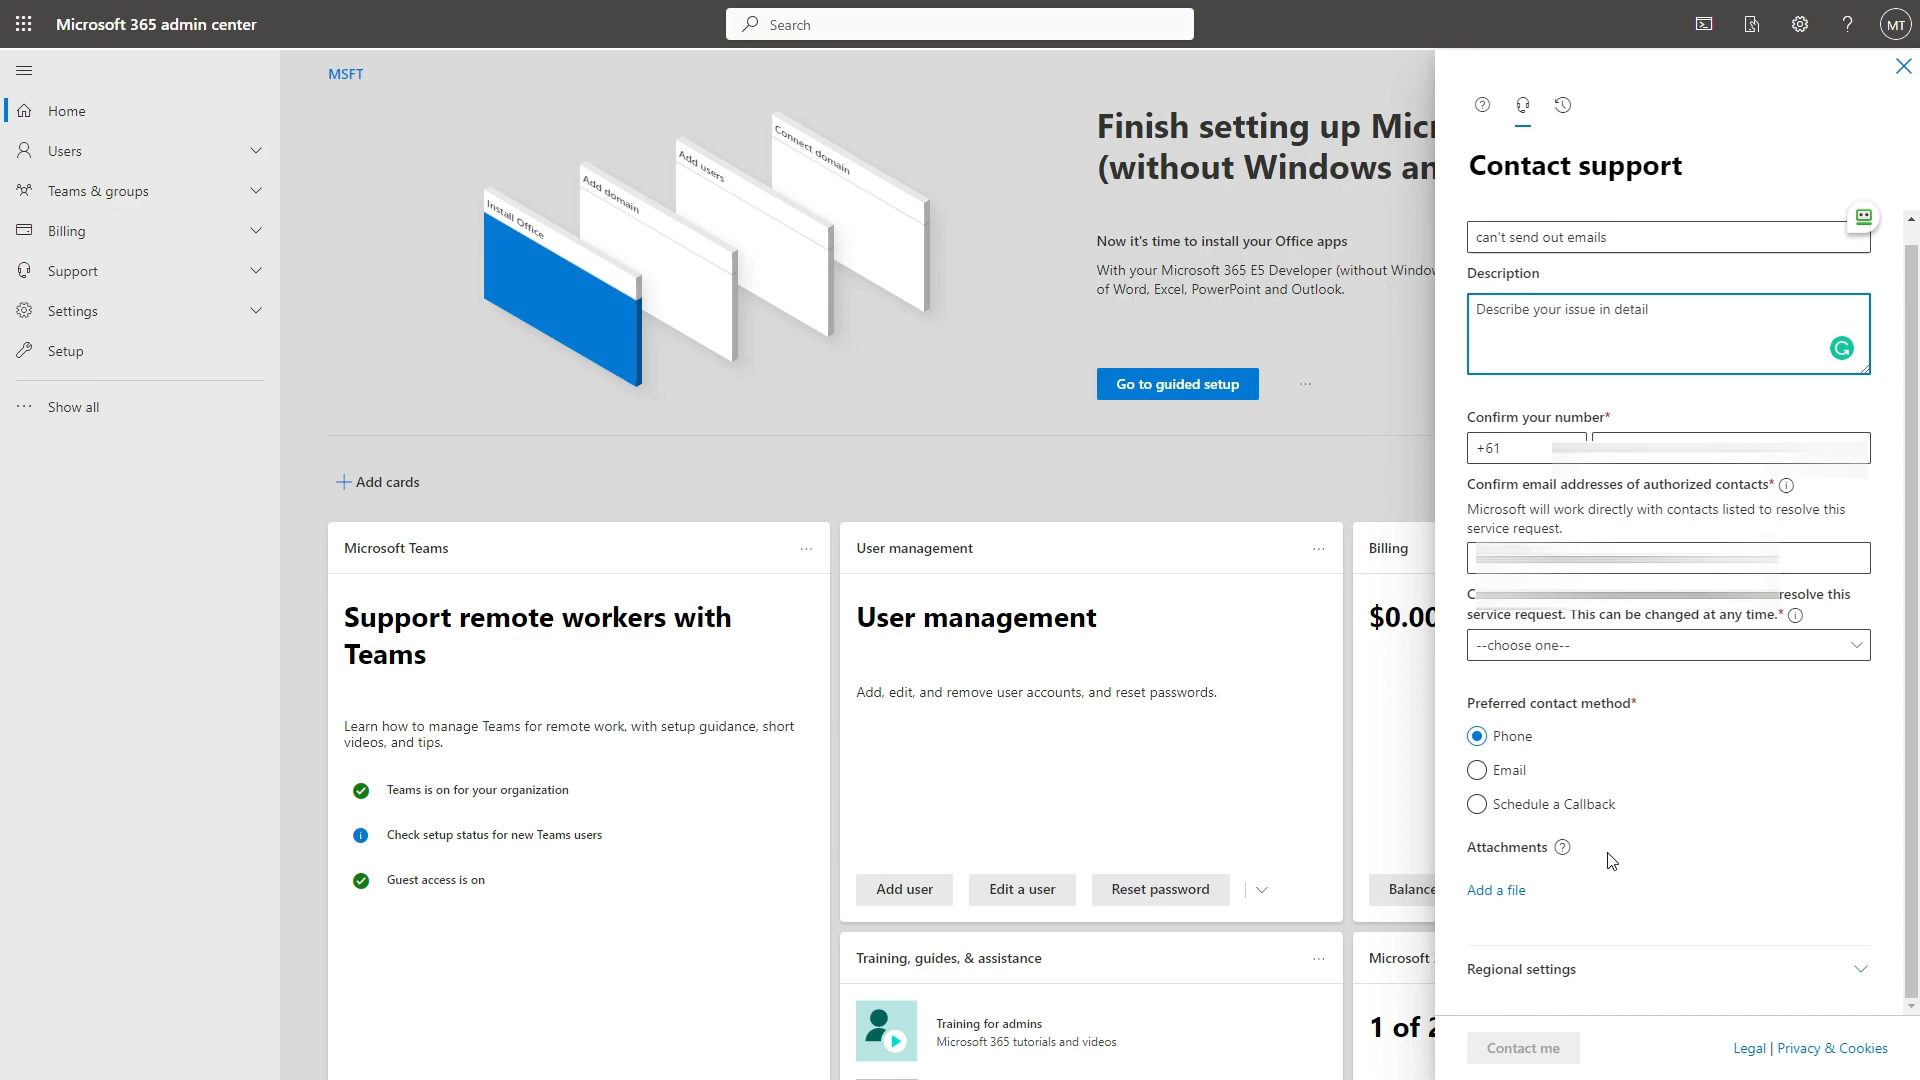 Microsoft 365 admin center
Search
MT
MSFT
Home
Users
Teams & groups
Billing
Support
Settings
Setup
Show all
Install Office
Add domain
Add users
Connect domain
Finish setting up Mic
(without Windows an
Now it's time to install your Office apps
With your Microsoft 365 E5 Developer (without Window
of Word, Excel, PowerPoint and Outlook.
Go to guided setup
Add cards
Microsoft Teams
Support remote workers with
Teams
Learn how to manage Teams for remote work, with setup guidance, short
videos, and tips.
Teams is on for your organization
Check setup status for new Teams users
Guest access is on
User management
User management
Add, edit, and remove user accounts, and reset passwords.
Add user
Edit a user
Reset password
Training, guides, & assistance
Training for admins
Microsoft 365 tutorials and videos
Billing
$0.00
Balance
Microsoft
1 of 2
Contact support
can't send out emails
Description
Describe your issue in detail
Confirm your number*
+61
Confirm email addresses of authorized contacts*
Microsoft will work directly with contacts listed to resolve this
service request.
resolve this
service request. This can be changed at any time.*
--choose one--
Preferred contact method*
Phone
Email
Schedule a Callback
Attachments
Add a file
Regional settings
Contact me
Legal | Privacy & Cookies